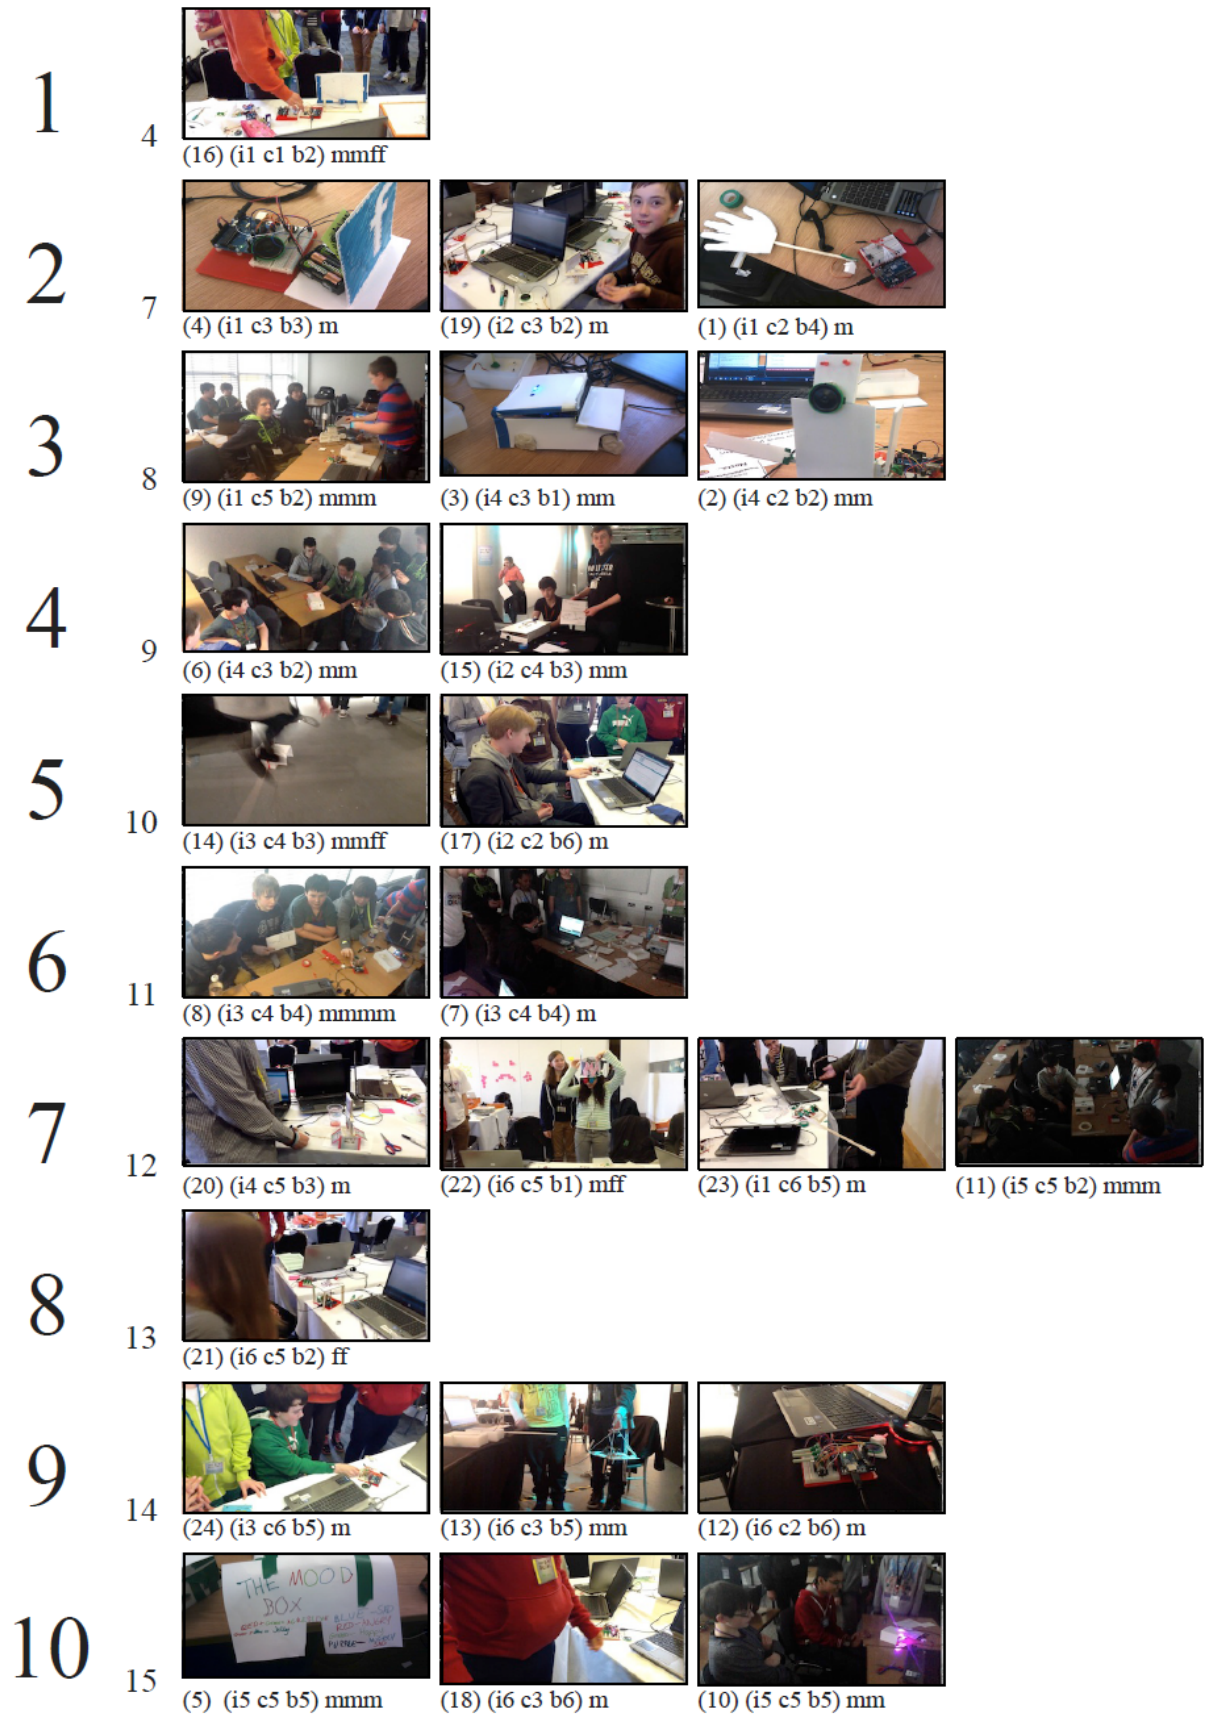 1
4
(16) (i1 c1 b2) mmff
2
7
(4) (i1 c3 b3) m
(19) (i2 c3 b2) m
(1) (i1 c2 b4) m
3
8
(9) (i1 c5 b2) mmm
(3) (i4 c3 b1) mm
(2) (i4 c2 b2) mm
4
9
(6) (i4 c3 b2) mm
(15) (i2 c4 b3) mm
5
10
(14) (i3 c4 b3) mmff
(17) (i2 c2 b6) m
6
11
(8) (i3 c4 b4) mmmm
(7) (i3 c4 b4) m
7
12
(20) (i4 c5 b3) m
(22) (i6 c5 b1) mff
(23) (i1 c6 b5) m
(11) (i5 c5 b2) mmm
8
13
(21) (i6 c5 b2) ff
9
14
(24) (i3 c6 b5) m
(13) (i6 c3 b5) mm
(12) (i6 c2 b6) m
10
15
THE MOOD
BOX
BLUE - SAD
RED - ANGRY
(5) (i5 c5 b5) mmm
(18) (i6 c3 b6) m
(10) (i5 c5 b5) mm